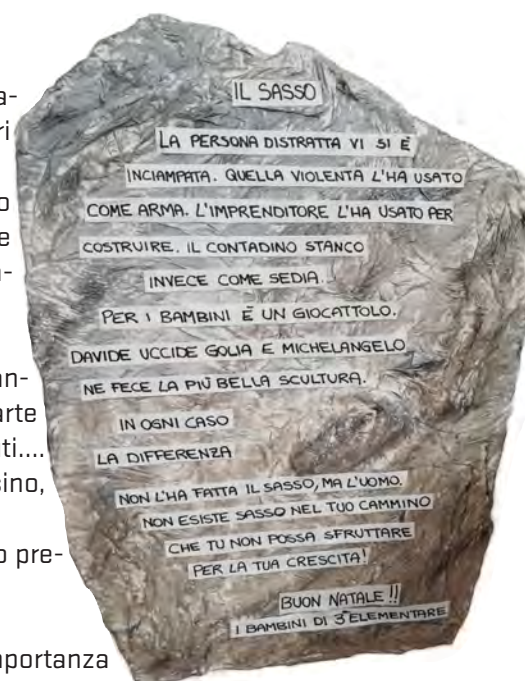 IL SASSO
LA PERSONA DISTRATTA VI SI È
INCIAMPATA. QUELLA VIOLENTA L'HA USATO
COME ARMA. L'IMPRENDITORE L'HA USATO PER
COSTRUIRE. IL CONTADINO STANCO
INVECE COME SEDIA.
PER I BAMBINI È UN GIOCATTOLO.
DAVIDE UCCIDE GOLIA E MICHELANGELO
NE FECE LA PIÙ BELLA SCULTURA.
IN OGNI CASO
LA DIFFERENZA
NON L'HA FATTA IL SASSO, MA L'UOMO.
NON ESISTE SASSO NEL TUO CAMMINO
CHE TU NON POSSA SFRUTTARE
PER LA TUA CRESCITA!
BUON NATALE!!
I BAMBINI DI 3ª ELEMENTARE